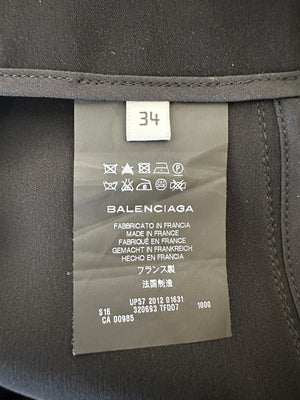 34
P
BALENCIAGA
FABBRICATO IN FRANCIA
MADE IN FRANCE
FABRIQUÉ EN FRANCE
GEMACHT IN FRANKREICH
HECHO EN FRANCIA
フランス製
法国制造
UP57 2012 01631
S16 320693 TF007 1000
CA 00985